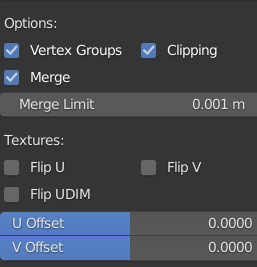 Options:
Vertex Groups Clipping
Merge
Merge Limit 0.001 m
Textures:
Flip U Flip V
Flip UDIM
U Offset 0.0000
V Offset 0.0000